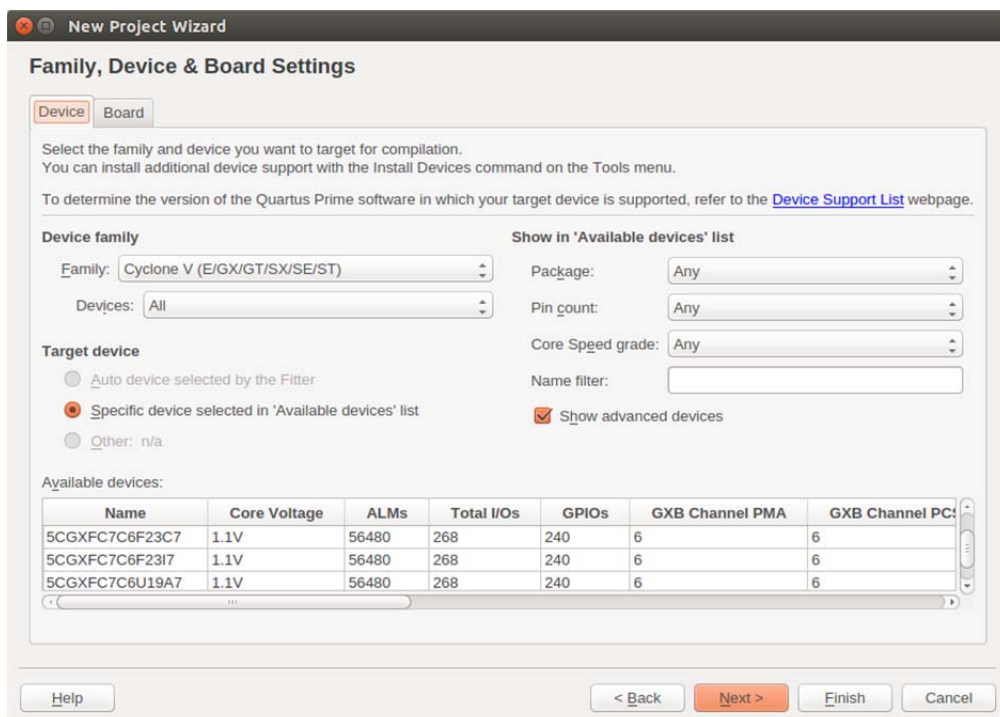 New Project Wizard
Family, Device & Board Settings
Device Board
Select the family and device you want to target for compilation.
You can install additional device support with the Install Devices command on the Tools menu.
To determine the version of the Quartus Prime software in which your target device is supported, refer to the Device Support List webpage.
Device family
Family: Cyclone V (E/GX/GT/SX/SE/ST)
Devices: All
Target device
Auto device selected by the Fitter
Specific device selected in 'Available devices' list
Other: n/a
Show in 'Available devices' list
Package: Any
Pin count: Any
Core Speed grade: Any
Name filter:
Show advanced devices
Available devices:
Name Core Voltage ALMs Total I/Os GPIOs GXB Channel PMA GXB Channel PCS
5CGXFC7C6F23C7 1.1V 56480 268 240 6 6
5CGXFC7C6F23I7 1.1V 56480 268 240 6 6
5CGXFC7C6U19A7 1.1V 56480 268 240 6 6
Help < Back Next > Finish Cancel